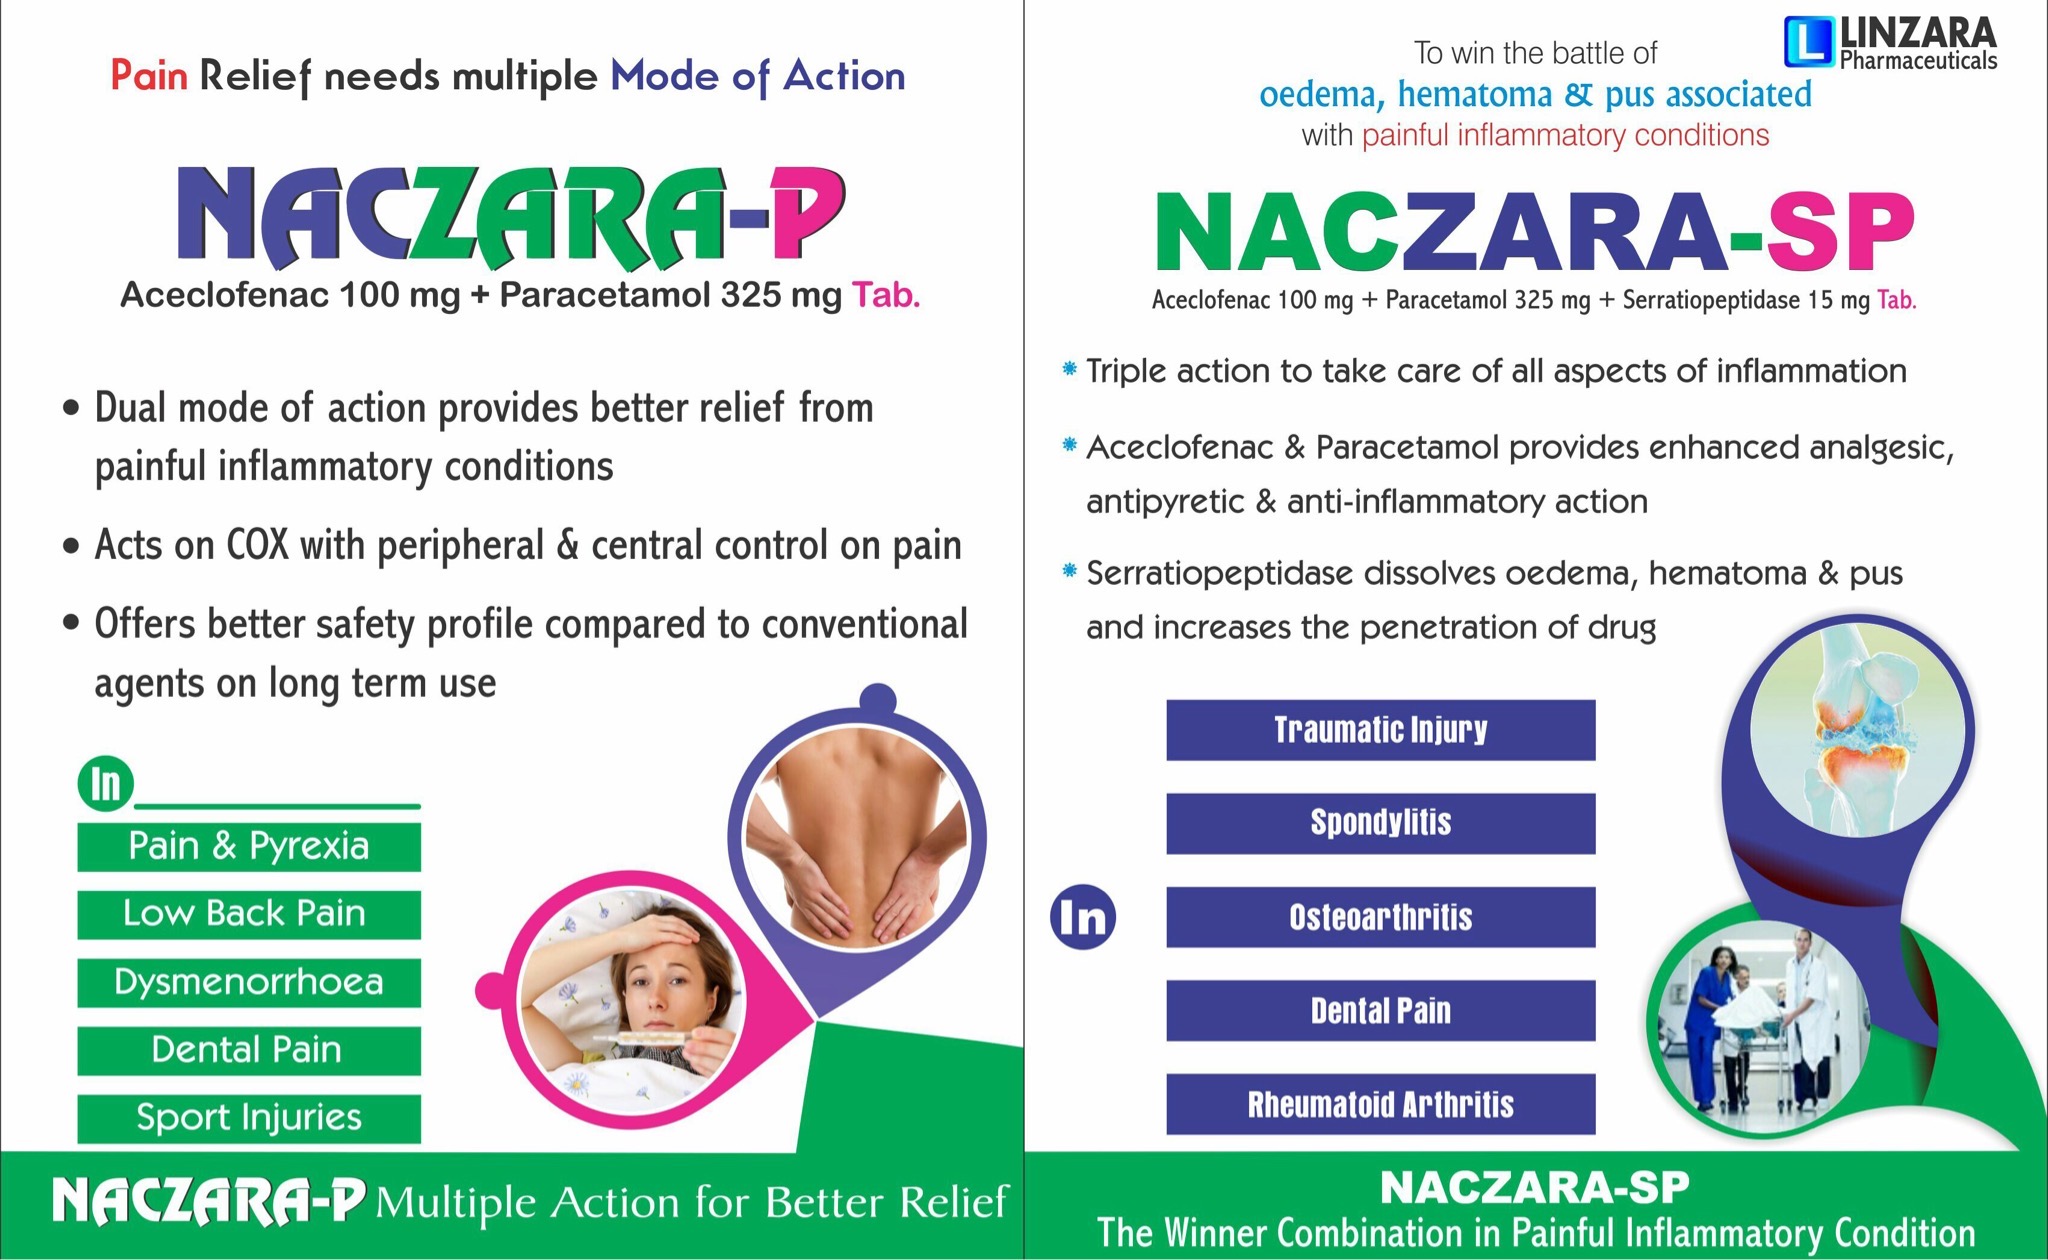 Pain Relief needs multiple Mode of Action
NACZARA-P
Aceclofenac 100 mg + Paracetamol 325 mg Tab.
• Dual mode of action provides better relief from
painful inflammatory conditions
• Acts on COX with peripheral & central control on pain
• Offers better safety profile compared to conventional
agents on long term use
In
Pain & Pyrexia
Low Back Pain
Dysmenorrhoea
Dental Pain
Sport Injuries
NACZARA-P Multiple Action for Better Relief
L LINZARA
Pharmaceuticals
To win the battle of
oedema, hematoma & pus associated
with painful inflammatory conditions
NACZARA-SP
Aceclofenac 100 mg + Paracetamol 325 mg + Serratiopeptidase 15 mg Tab.
* Triple action to take care of all aspects of inflammation
* Aceclofenac & Paracetamol provides enhanced analgesic,
antipyretic & anti-inflammatory action
* Serratiopeptidase dissolves oedema, hematoma & pus
and increases the penetration of drug
In
Traumatic Injury
Spondylitis
Osteoarthritis
Dental Pain
Rheumatoid Arthritis
NACZARA-SP
The Winner Combination in Painful Inflammatory Condition